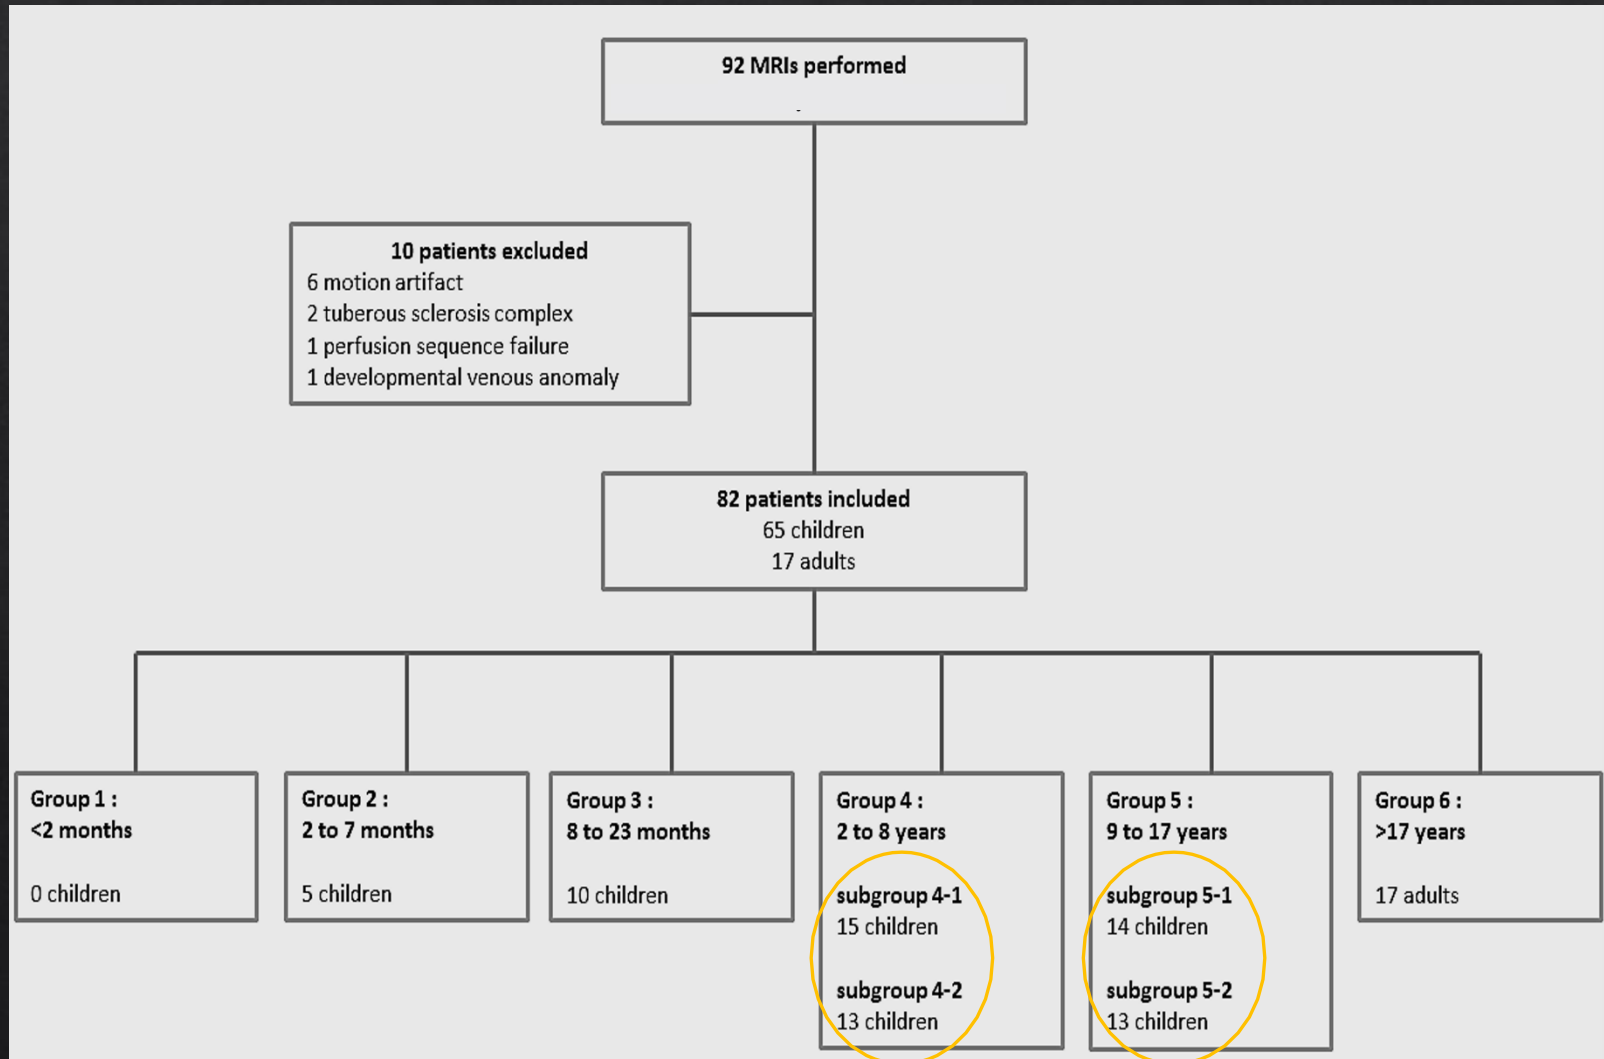 92 MRIs performed
-
10 patients excluded
6 motion artifact
2 tuberous sclerosis complex
1 perfusion sequence failure
1 developmental venous anomaly
82 patients included
65 children
17 adults
Group 1 :
<2 months
0 children
Group 2 :
2 to 7 months
5 children
Group 3 :
8 to 23 months
10 children
Group 4 :
2 to 8 years
subgroup 4-1
15 children
subgroup 4-2
13 children
Group 5 :
9 to 17 years
subgroup 5-1
14 children
subgroup 5-2
13 children
Group 6 :
>17 years
17 adults